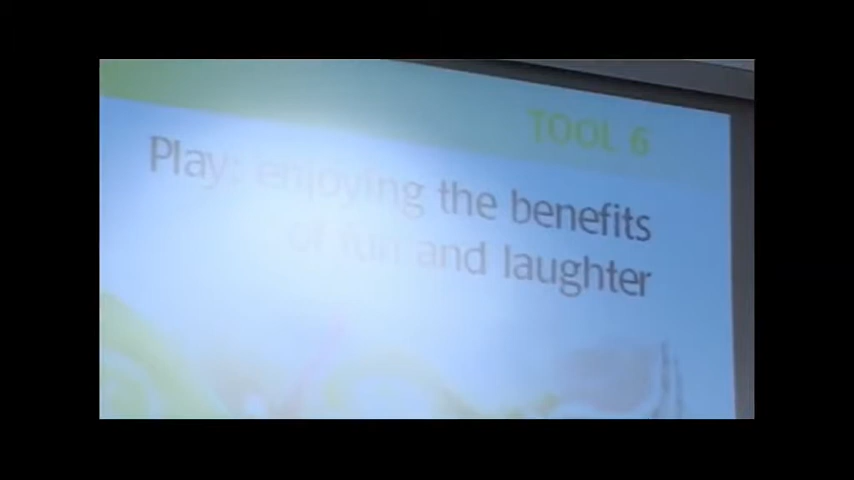 TOOL 6
Play: enjoying the benefits
of fun and laughter